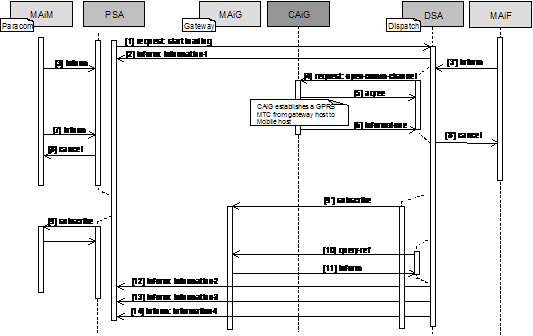 MAiM PSA MAiG CAiG DSA MAiF
Paracom Gateway Dispatch
[1] request: start loading
[2] inform: information1
[3] inform [3'] inform
[4] request: open-comm-channel
[5] agree
CAiG establishes a GPRS
MTC from gateway host to
Mobile host
[6] inform:done
[7] inform
[8] cancel [8'] cancel
[9'] subscribe
[9] subscribe
[10] query-ref
[11] inform
[12] inform: information2
[13] inform: information3
[14] inform: information4